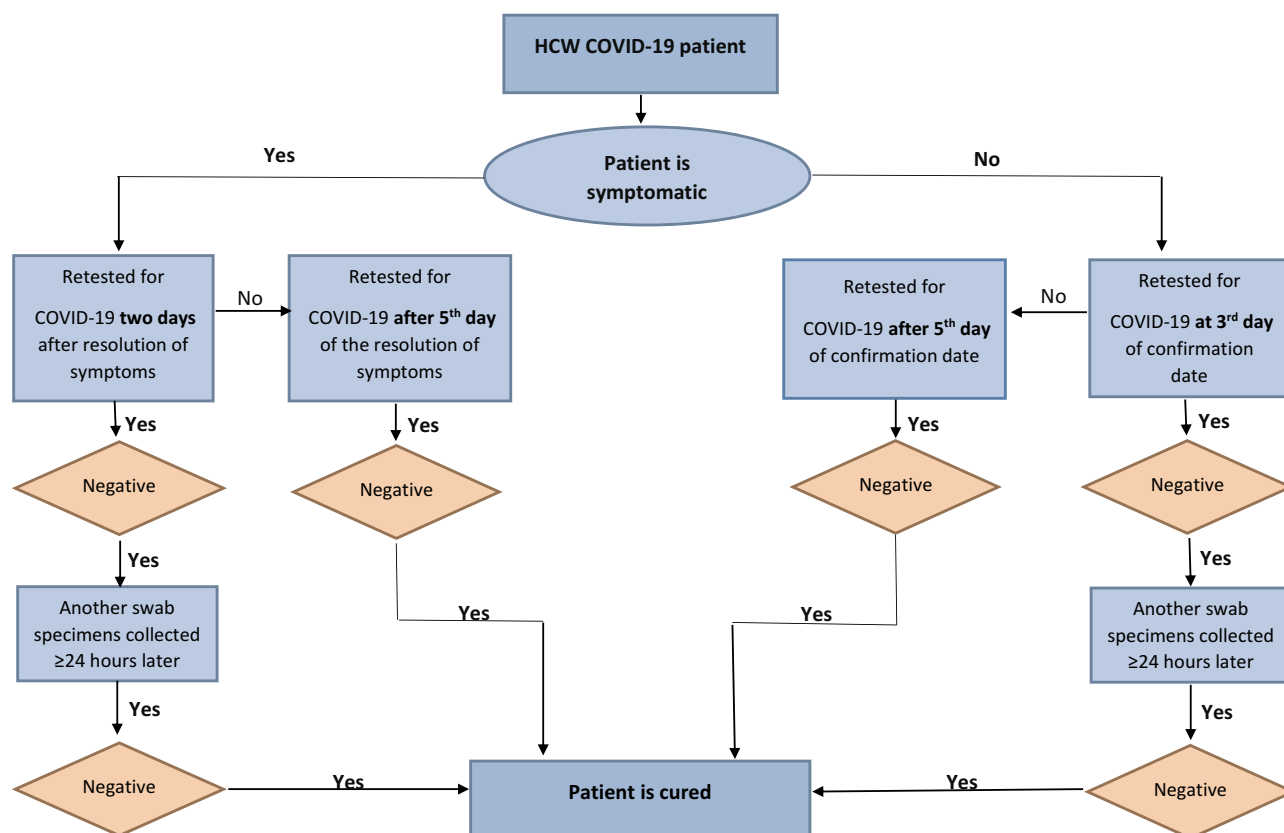 HCW COVID-19 patient
Yes
No
Patient is
symptomatic
Retested for
COVID-19 two days
after resolution of
symptoms
No
Retested for
COVID-19 after 5th day
of the resolution of
symptoms
Retested for
COVID-19 after 5th day
of confirmation date
No
Retested for
COVID-19 at 3rd day
of confirmation
date
Yes
Yes
Yes
Yes
Negative
Negative
Negative
Negative
Yes
Yes
Another swab
specimens collected
≥24 hours later
Yes
Yes
Another swab
specimens collected
≥24 hours later
Yes
Yes
Negative
Yes
Patient is cured
Yes
Negative